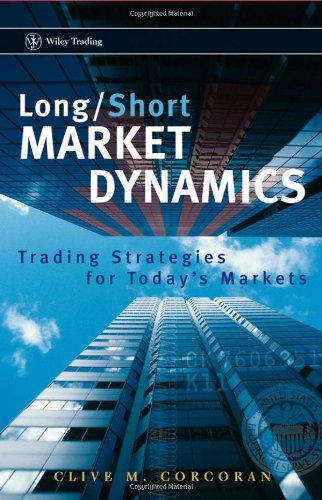 Wiley Trading
Long/Short
MARKET
DYNAMICS
Trading Strategies
for Today's Markets
CLIVE M. CORCORAN